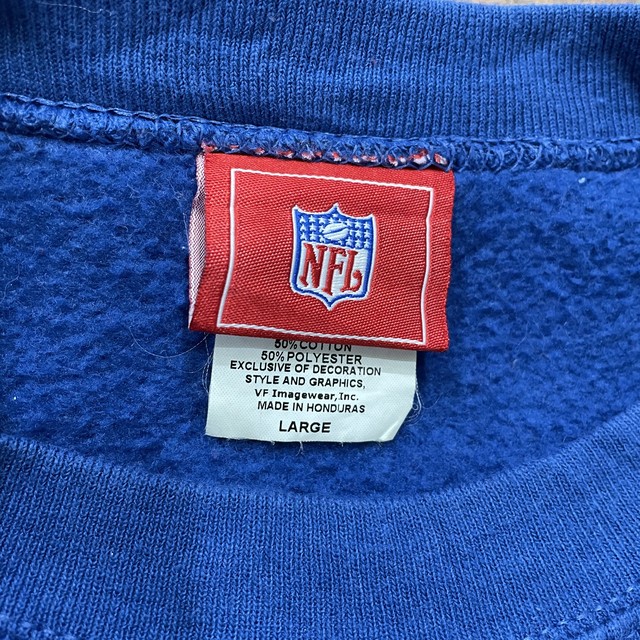 NFL
50% COTTON
50% POLYESTER
EXCLUSIVE OF DECORATION
STYLE AND GRAPHICS,
VF Imagewear,Inc.
MADE IN HONDURAS
LARGE